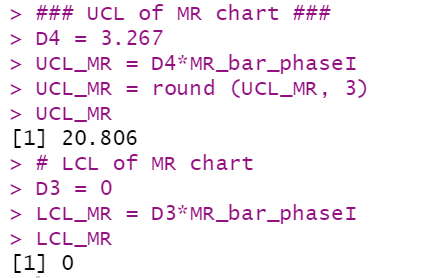 > ### UCL of MR chart ###
> D4 = 3.267
> UCL_MR = D4*MR_bar_phaseI
> UCL_MR = round (UCL_MR, 3)
> UCL_MR
[1] 20.806
> # LCL of MR chart
> D3 = 0
> LCL_MR = D3*MR_bar_phaseI
> LCL_MR
[1] 0